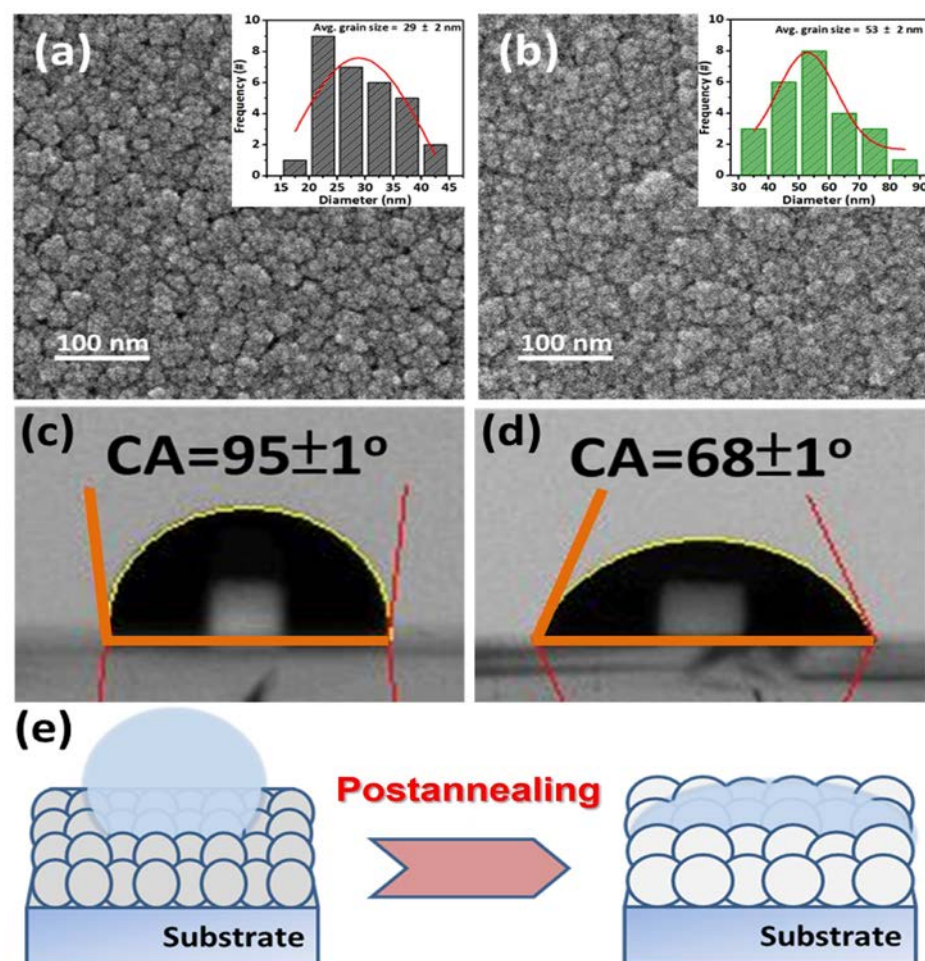 (a)
Avg. grain size = 29 ± 2 nm
Frequency (#)
10
8
6
4
2
0
15 20 25 30 35 40 45
Diameter (nm)
100 nm
(b)
Avg. grain size = 53 ± 2 nm
Frequency (#)
10
8
6
4
2
0
30 40 50 60 70 80 90
Diameter (nm)
100 nm
(c)
CA=95±1°
(d)
CA=68±1°
(e)
Postannealing
Substrate
Substrate